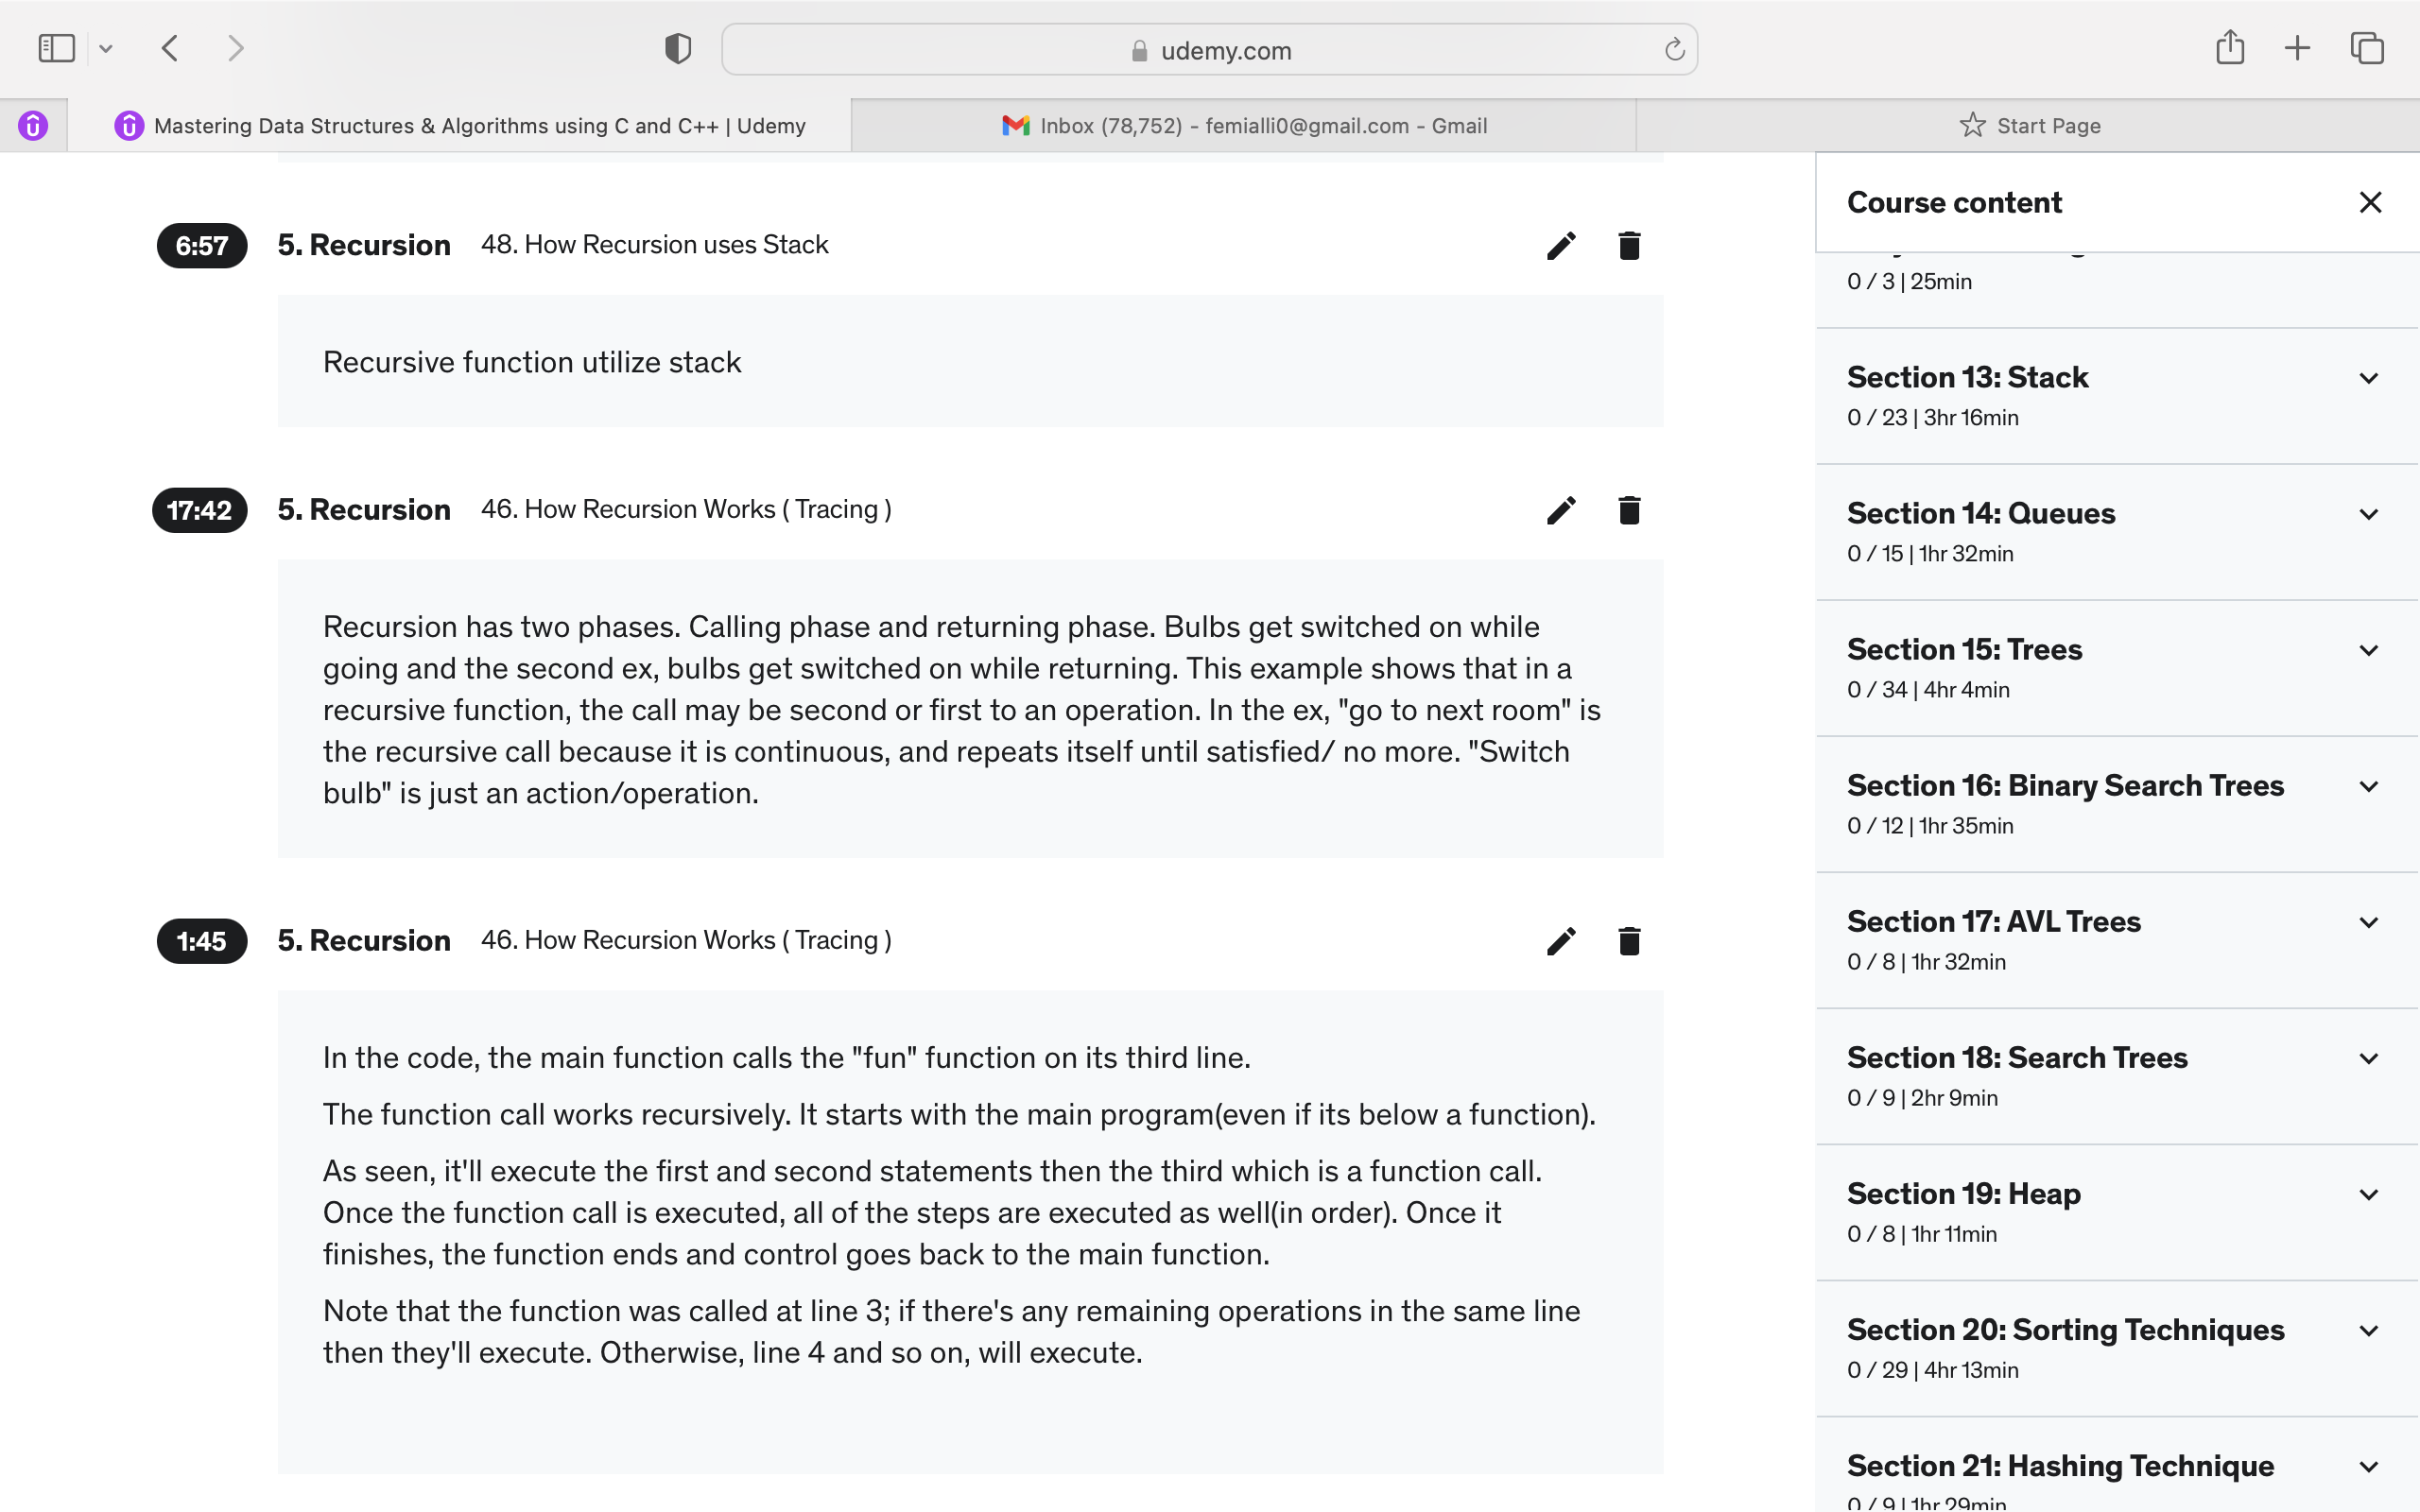 udemy.com
Mastering Data Structures & Algorithms using C and C++ | Udemy
Inbox (78,752) - femialli0@gmail.com - Gmail
Start Page
6:57 5. Recursion 48. How Recursion uses Stack
Recursive function utilize stack
17:42 5. Recursion 46. How Recursion Works ( Tracing )
Recursion has two phases. Calling phase and returning phase. Bulbs get switched on while
going and the second ex, bulbs get switched on while returning. This example shows that in a
recursive function, the call may be second or first to an operation. In the ex, "go to next room" is
the recursive call because it is continuous, and repeats itself until satisfied/ no more. "Switch
bulb" is just an action/operation.
1:45 5. Recursion 46. How Recursion Works ( Tracing )
In the code, the main function calls the "fun" function on its third line.
The function call works recursively. It starts with the main program(even if its below a function).
As seen, it'll execute the first and second statements then the third which is a function call.
Once the function call is executed, all of the steps are executed as well(in order). Once it
finishes, the function ends and control goes back to the main function.
Note that the function was called at line 3; if there's any remaining operations in the same line
then they'll execute. Otherwise, line 4 and so on, will execute.
Course content
0 / 3 | 25min
Section 13: Stack
0 / 23 | 3hr 16min
Section 14: Queues
0 / 15 | 1hr 32min
Section 15: Trees
0 / 34 | 4hr 4min
Section 16: Binary Search Trees
0 / 12 | 1hr 35min
Section 17: AVL Trees
0 / 8 | 1hr 32min
Section 18: Search Trees
0 / 9 | 2hr 9min
Section 19: Heap
0 / 8 | 1hr 11min
Section 20: Sorting Techniques
0 / 29 | 4hr 13min
Section 21: Hashing Technique
0 / 9 | 1hr 29min